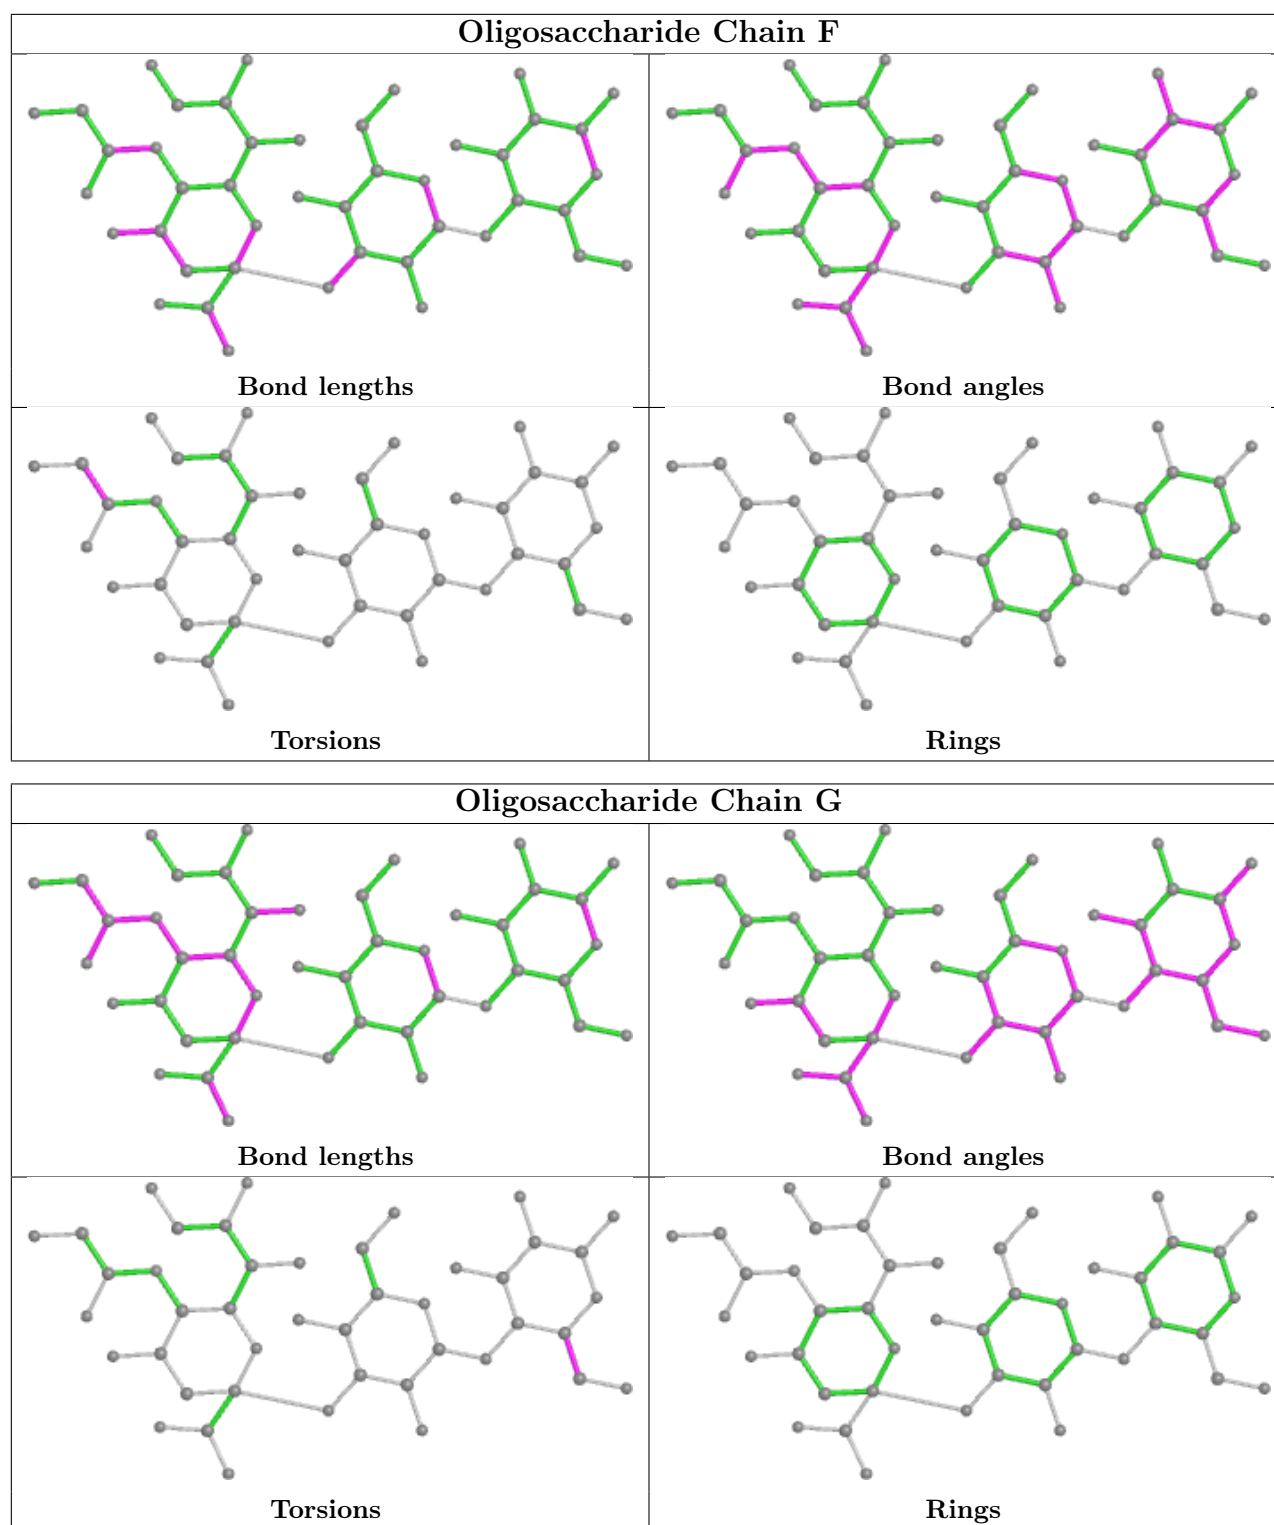 Oligosaccharide Chain F
Bond lengths
Bond angles
Torsions
Rings
Oligosaccharide Chain G
Bond lengths
Bond angles
Torsions
Rings